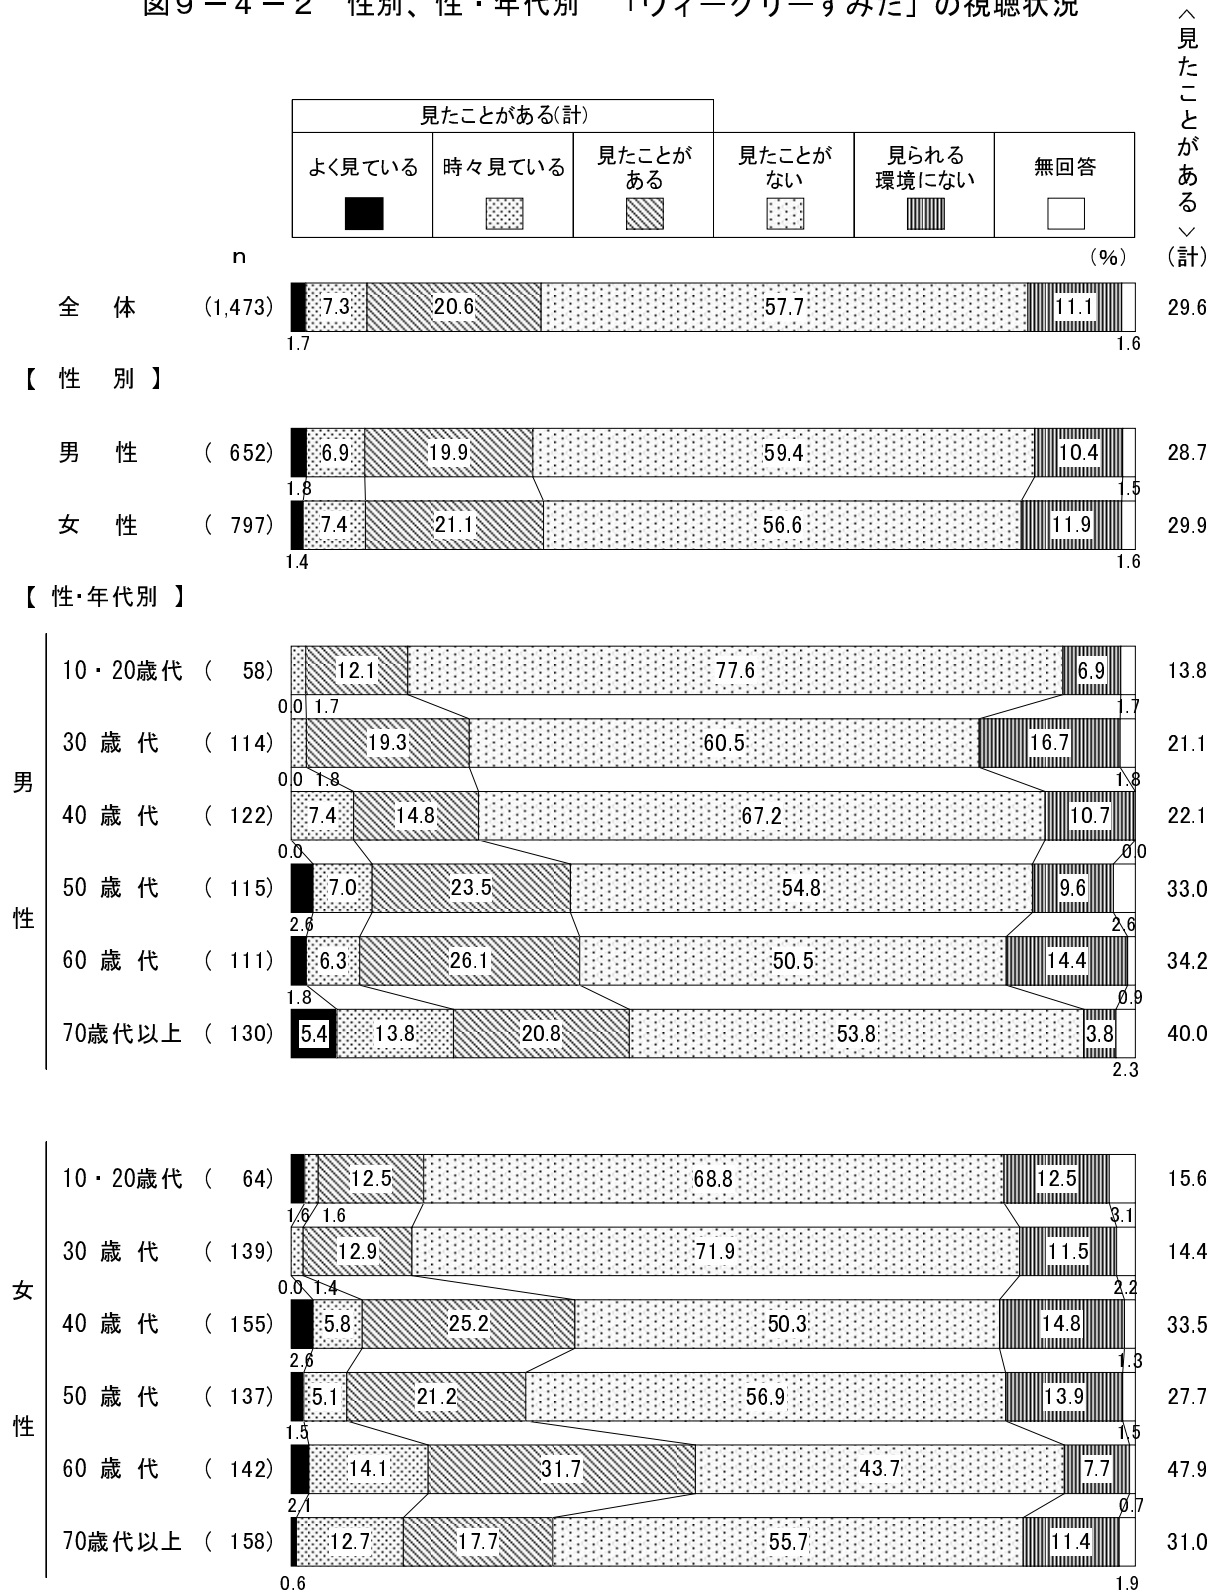 図9-4-2 性別、性・年代別 「ウィークリーすみだ」の視聴状況
〈見たことがある〉(計)
見たことがある(計)
よく見ている 時々見ている 見たことがある 見たことがない 見られる環境にない 無回答
n (%)
全体 (1,473) 7.3 20.6 57.7 11.1 29.6
1.7 1.6
【性別】
男性 ( 652) 6.9 19.9 59.4 10.4 28.7
1.8 1.5
女性 ( 797) 7.4 21.1 56.6 11.9 29.9
1.4 1.6
【性・年代別】
男性
10・20歳代 ( 58) 12.1 77.6 6.9 13.8
0.0 1.7 1.7
30歳代 ( 114) 19.3 60.5 16.7 21.1
0.0 1.8 1.8
40歳代 ( 122) 7.4 14.8 67.2 10.7 22.1
0.0 0.0
50歳代 ( 115) 7.0 23.5 54.8 9.6 33.0
2.6 2.6
60歳代 ( 111) 6.3 26.1 50.5 14.4 34.2
1.8 0.9
70歳代以上 ( 130) 5.4 13.8 20.8 53.8 3.8 40.0
2.3
女性
10・20歳代 ( 64) 12.5 68.8 12.5 15.6
1.6 1.6 3.1
30歳代 ( 139) 12.9 71.9 11.5 14.4
0.0 1.4 2.2
40歳代 ( 155) 5.8 25.2 50.3 14.8 33.5
2.6 1.3
50歳代 ( 137) 5.1 21.2 56.9 13.9 27.7
1.5 1.5
60歳代 ( 142) 14.1 31.7 43.7 7.7 47.9
2.1 0.7
70歳代以上 ( 158) 12.7 17.7 55.7 11.4 31.0
0.6 1.9